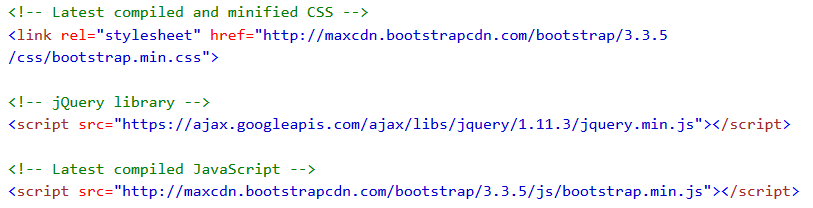 <!-- Latest compiled and minified CSS -->
<link rel="stylesheet" href="http://maxcdn.bootstrapcdn.com/bootstrap/3.3.5
/css/bootstrap.min.css">
<!-- jQuery library -->
<script src="https://ajax.googleapis.com/ajax/libs/jquery/1.11.3/jquery.min.js"></script>
<!-- Latest compiled JavaScript -->
<script src="http://maxcdn.bootstrapcdn.com/bootstrap/3.3.5/js/bootstrap.min.js"></script>